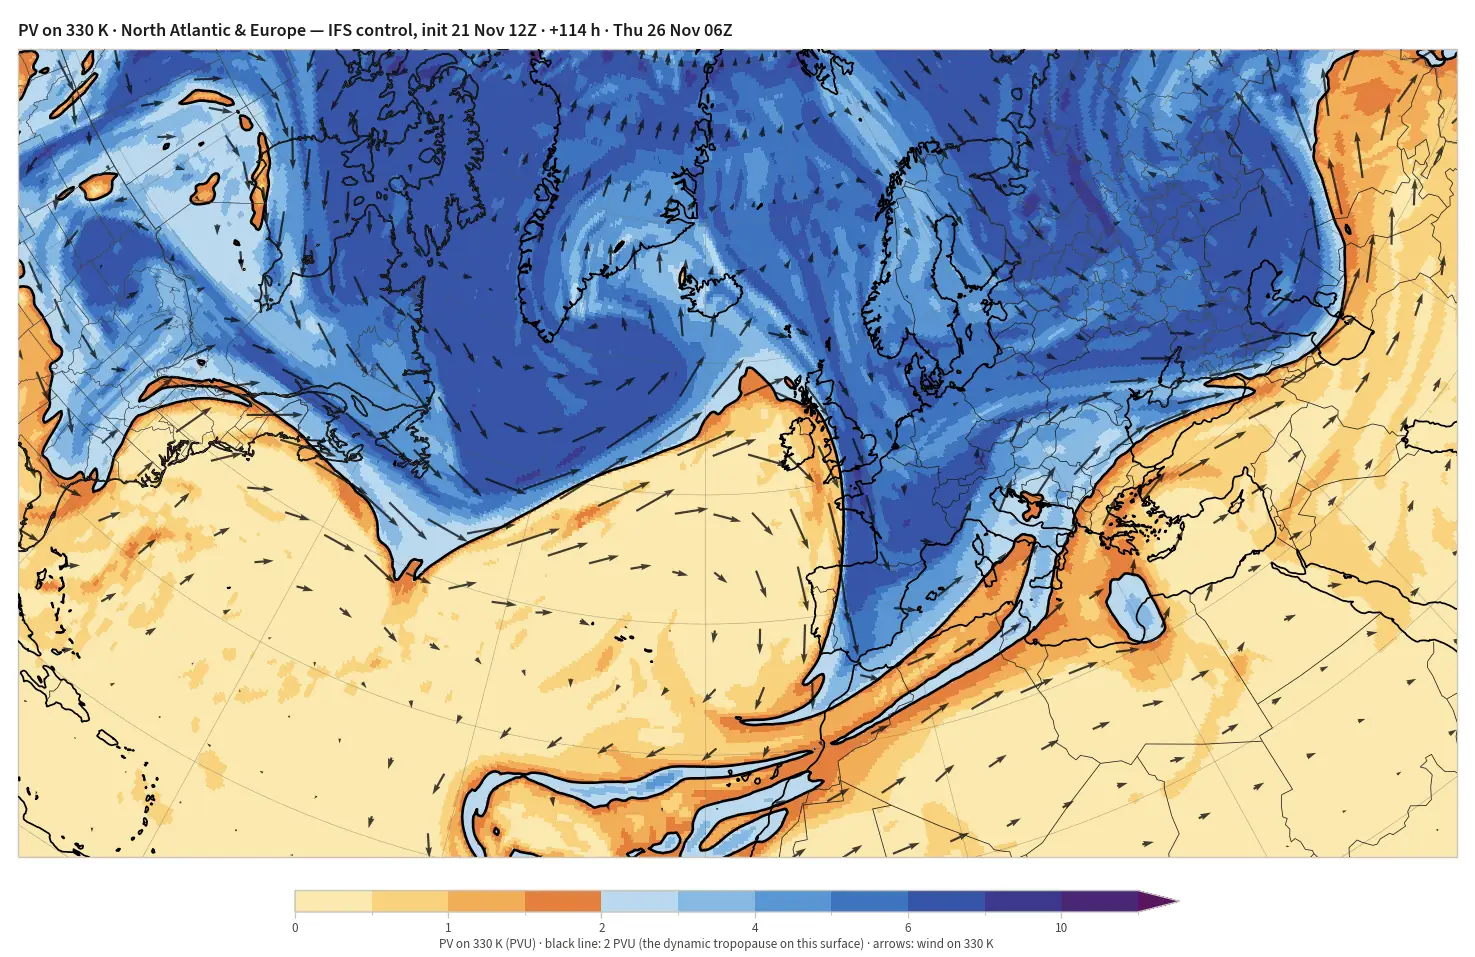 PV on 330 K · North Atlantic & Europe — IFS control, init 21 Nov 12Z · +114 h · Thu 26 Nov 06Z
0 1 2 4 6 10
PV on 330 K (PVU) · black line: 2 PVU (the dynamic tropopause on this surface) · arrows: wind on 330 K